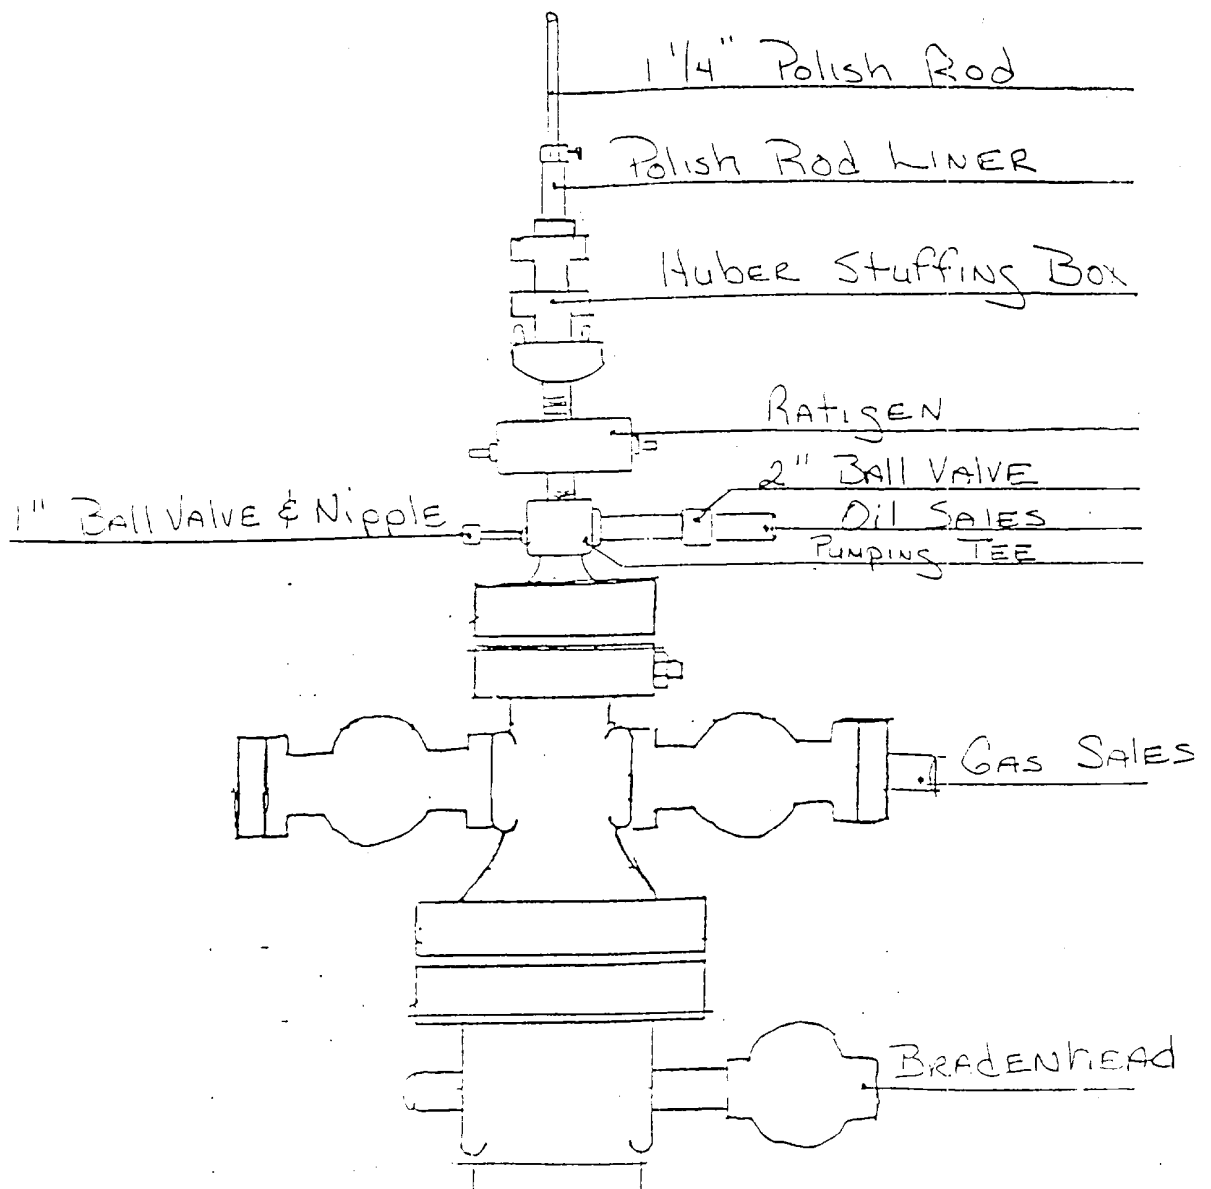 1 1/4" Polish Rod
Polish Rod LINER
HubER StuffiNg Box
RAtigEN
2" BAll VAlVE
1" BAll VAlVE & Nipple
Oil SAlES
PumpiNg TEE
GAs SAlES
BRAdENhEAd